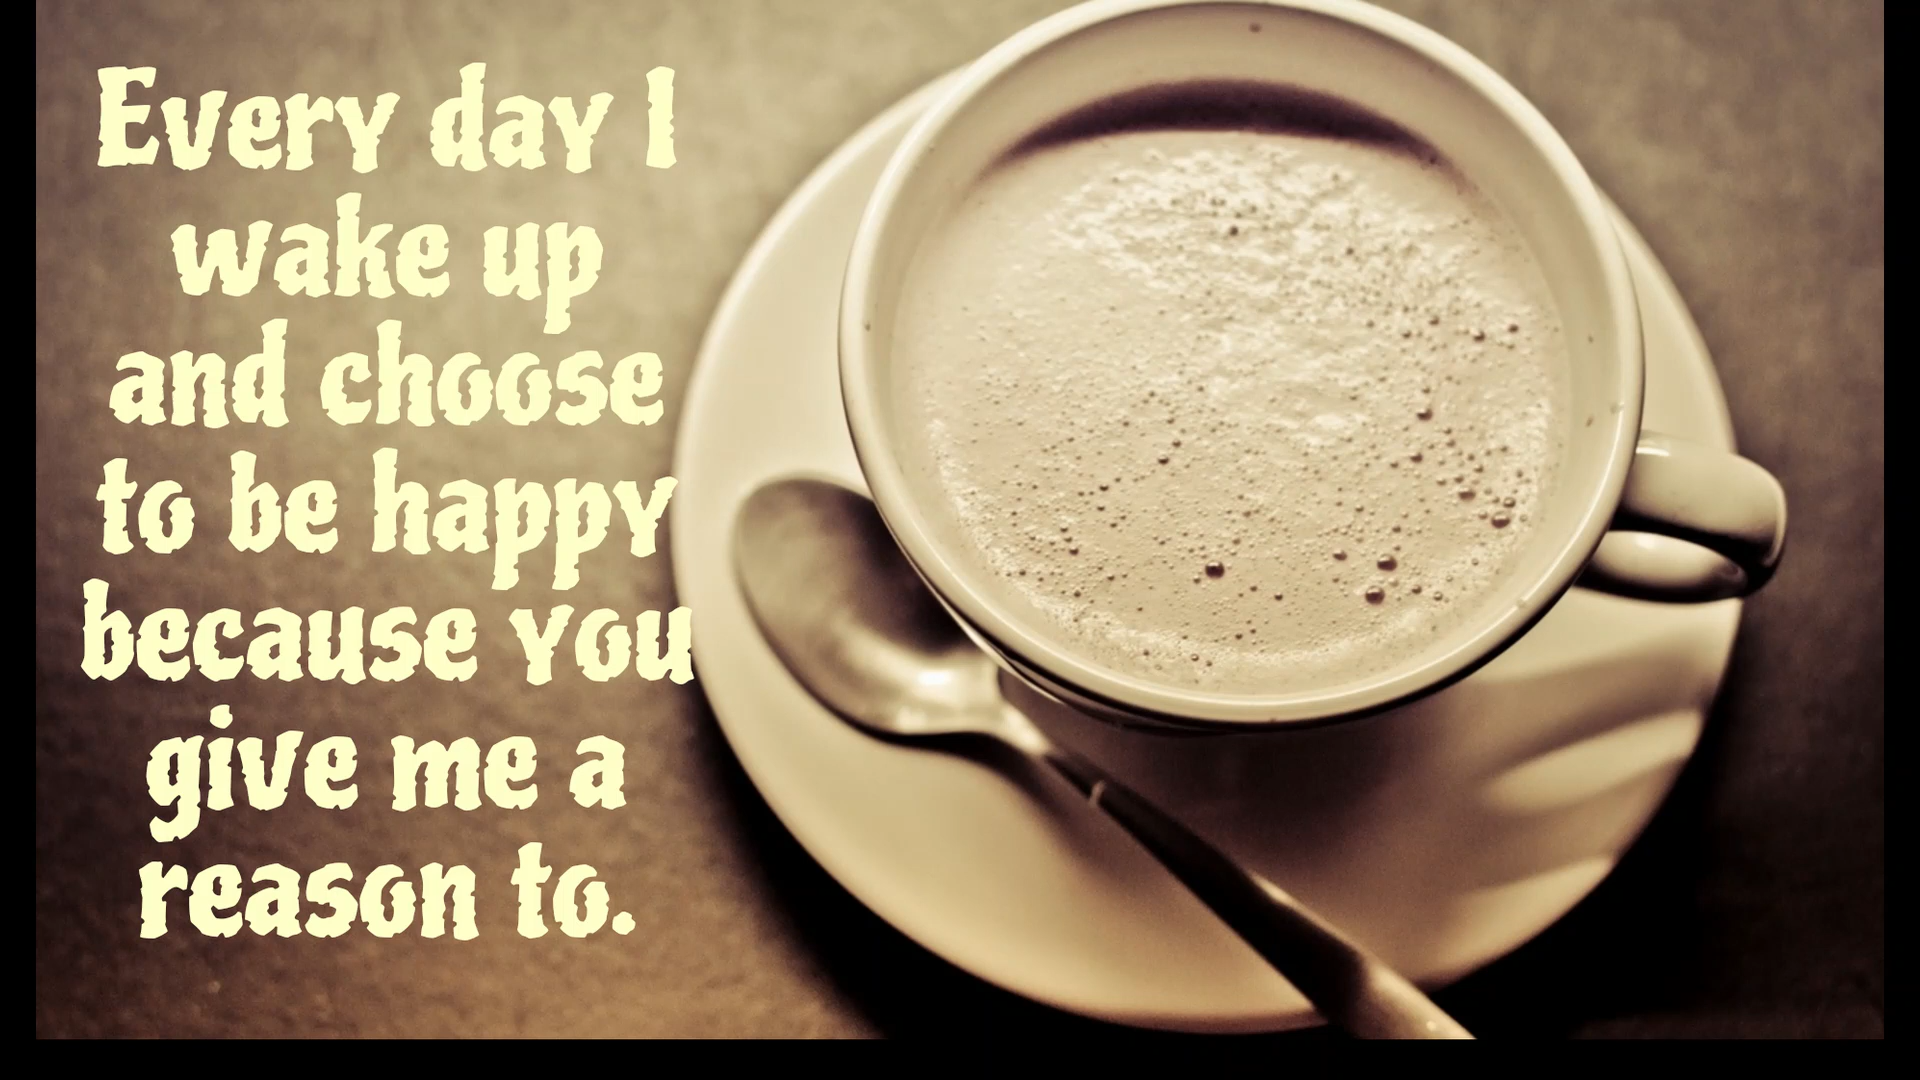 Every day I
wake up
and choose
to be happy
because you
give me a
reason to.